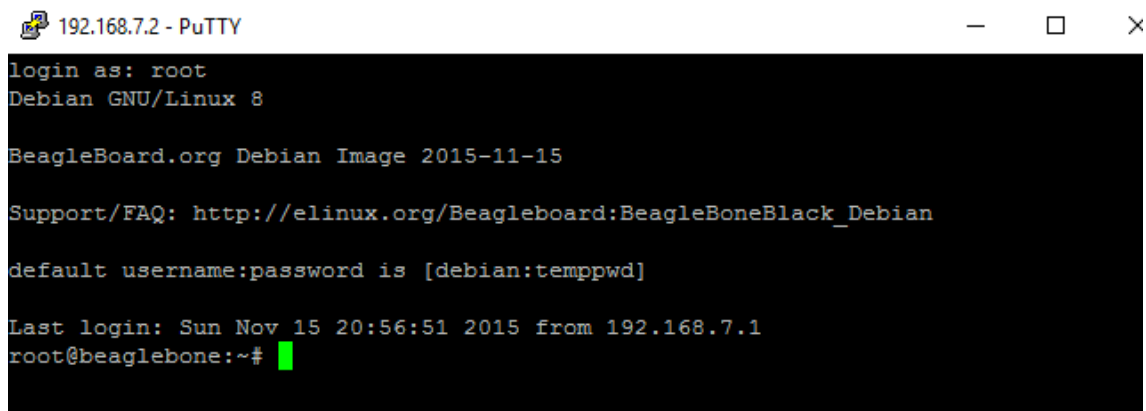 192.168.7.2 - PuTTY
login as: root
Debian GNU/Linux 8
BeagleBoard.org Debian Image 2015-11-15
Support/FAQ: http://elinux.org/Beagleboard:BeagleBoneBlack_Debian
default username:password is [debian:temppwd]
Last login: Sun Nov 15 20:56:51 2015 from 192.168.7.1
root@beaglebone:~#